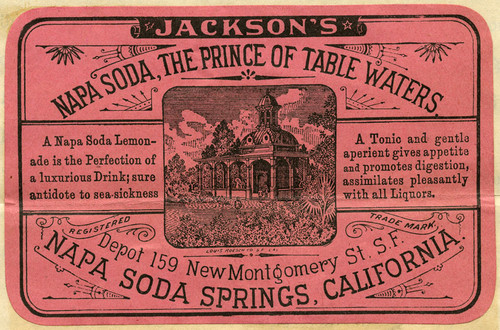 JACKSON'S
NAPA SODA, THE PRINCE OF TABLE WATERS.
A Napa Soda Lemon-
ade is the Perfection of
a luxurious Drink; sure
antidote to sea-sickness
A Tonic and gentle
aperient gives appetite
and promotes digestion,
assimilates pleasantly
with all Liquors.
REGISTERED
TRADE MARK
Depot 159 New Montgomery St. S.F.
NAPA SODA SPRINGS, CALIFORNIA.